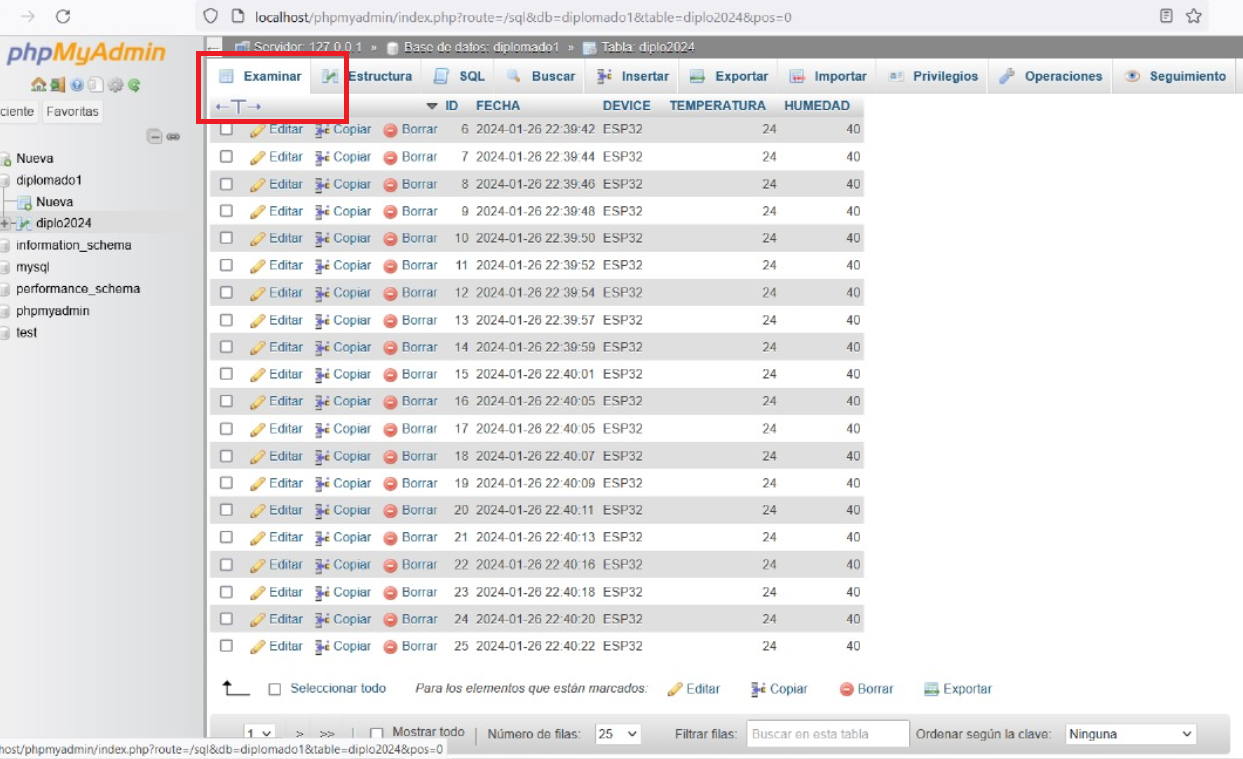 localhost/phpmyadmin/index.php?route=/sql&db=diplomado1&table=diplo2024&pos=0
phpMyAdmin
ciente Favoritas
Nueva
diplomado1
Nueva
diplo2024
information_schema
mysql
performance_schema
phpmyadmin
test
Servidor: 127.0.0.1 » Base de datos: diplomado1 » Tabla: diplo2024
Examinar Estructura SQL Buscar Insertar Exportar Importar Privilegios Operaciones Seguimiento
←T→ ID FECHA DEVICE TEMPERATURA HUMEDAD
Editar Copiar Borrar 6 2024-01-26 22:39:42 ESP32 24 40
Editar Copiar Borrar 7 2024-01-26 22:39:44 ESP32 24 40
Editar Copiar Borrar 8 2024-01-26 22:39:46 ESP32 24 40
Editar Copiar Borrar 9 2024-01-26 22:39:48 ESP32 24 40
Editar Copiar Borrar 10 2024-01-26 22:39:50 ESP32 24 40
Editar Copiar Borrar 11 2024-01-26 22:39:52 ESP32 24 40
Editar Copiar Borrar 12 2024-01-26 22:39:54 ESP32 24 40
Editar Copiar Borrar 13 2024-01-26 22:39:57 ESP32 24 40
Editar Copiar Borrar 14 2024-01-26 22:39:59 ESP32 24 40
Editar Copiar Borrar 15 2024-01-26 22:40:01 ESP32 24 40
Editar Copiar Borrar 16 2024-01-26 22:40:05 ESP32 24 40
Editar Copiar Borrar 17 2024-01-26 22:40:05 ESP32 24 40
Editar Copiar Borrar 18 2024-01-26 22:40:07 ESP32 24 40
Editar Copiar Borrar 19 2024-01-26 22:40:09 ESP32 24 40
Editar Copiar Borrar 20 2024-01-26 22:40:11 ESP32 24 40
Editar Copiar Borrar 21 2024-01-26 22:40:13 ESP32 24 40
Editar Copiar Borrar 22 2024-01-26 22:40:16 ESP32 24 40
Editar Copiar Borrar 23 2024-01-26 22:40:18 ESP32 24 40
Editar Copiar Borrar 24 2024-01-26 22:40:20 ESP32 24 40
Editar Copiar Borrar 25 2024-01-26 22:40:22 ESP32 24 40
Seleccionar todo Para los elementos que están marcados: Editar Copiar Borrar Exportar
1 > >> | Mostrar todo | Número de filas: 25 Filtrar filas: Buscar en esta tabla Ordenar según la clave: Ninguna
host/phpmyadmin/index.php?route=/sql&db=diplomado1&table=diplo2024&pos=0